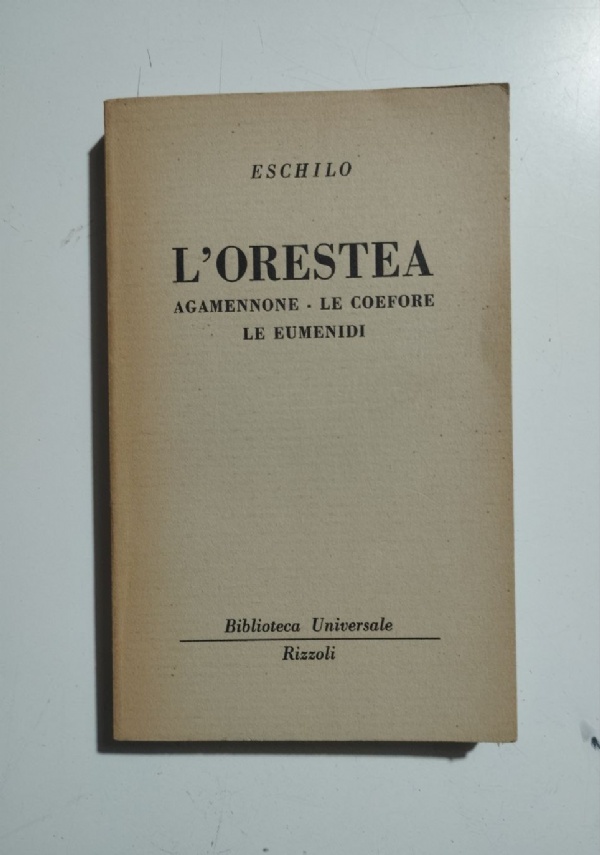 ESCHILO
L'ORESTEA
AGAMENNONE - LE COEFORE
LE EUMENIDI
Biblioteca Universale
Rizzoli